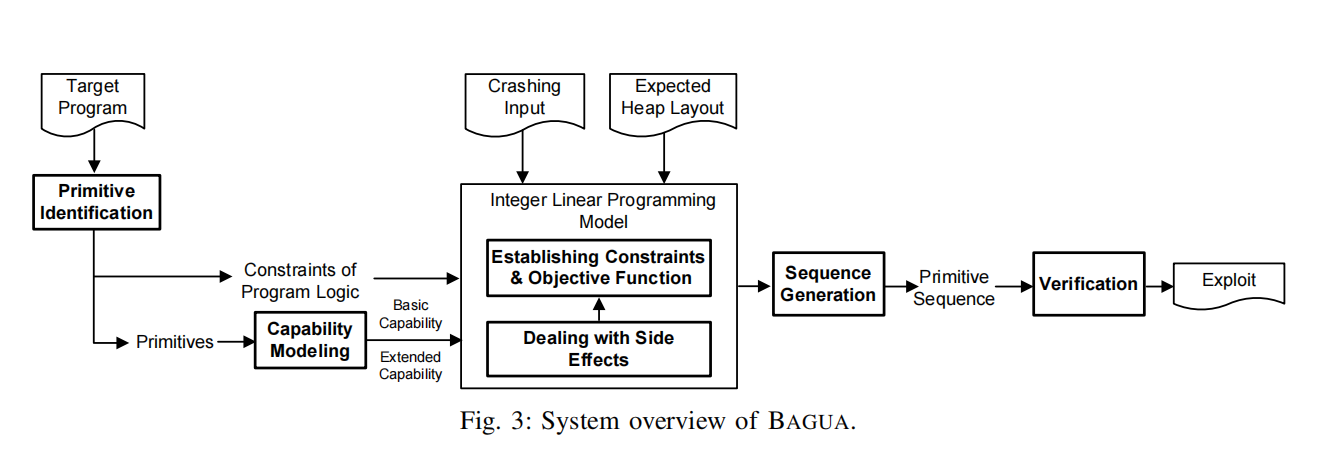 Target
Program
Crashing
Input
Expected
Heap Layout
Primitive
Identification
Integer Linear Programming
Model
Establishing Constraints
& Objective Function
Dealing with Side
Effects
Constraints of
Program Logic
Basic
Capability
Primitives
Capability
Modeling
Extended
Capability
Sequence
Generation
Primitive
Sequence
Verification
Exploit
Fig. 3: System overview of BAGUA.